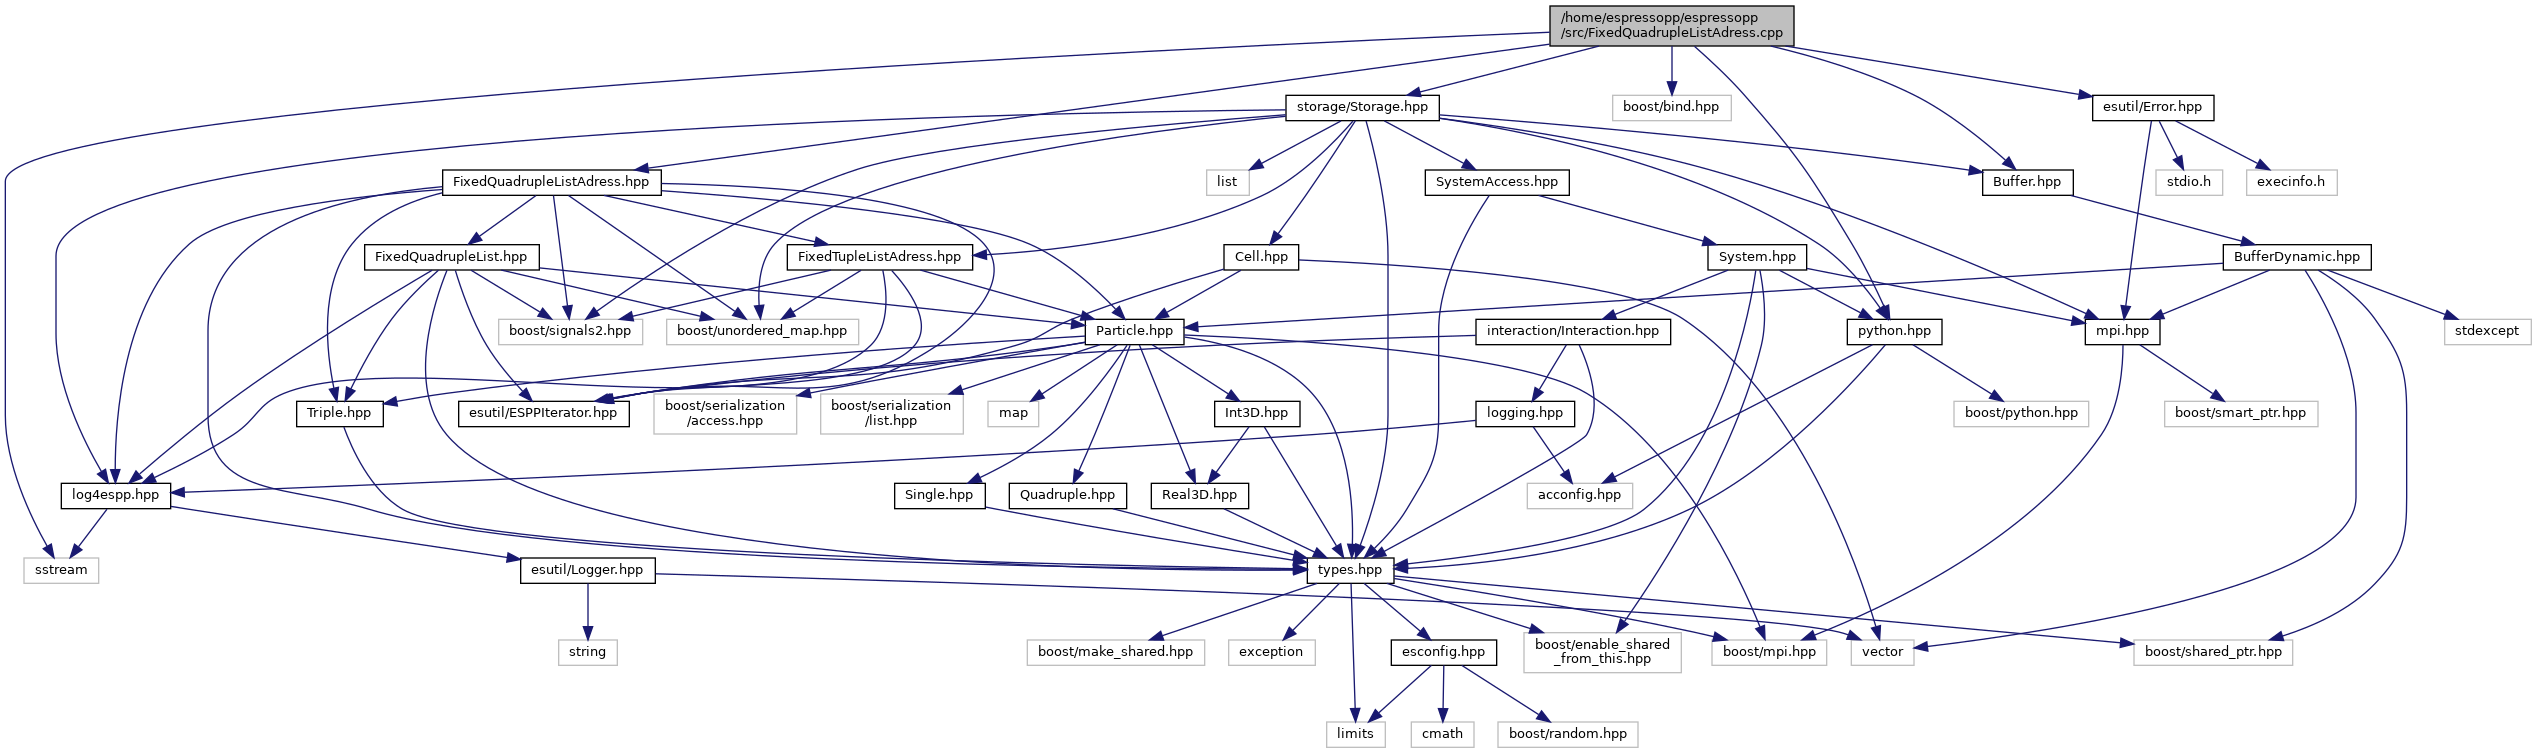 /home/espressopp/espressopp
/src/FixedQuadrupleListAdress.cpp
storage/Storage.hpp
boost/bind.hpp
esutil/Error.hpp
FixedQuadrupleListAdress.hpp
list
SystemAccess.hpp
Buffer.hpp
stdio.h
execinfo.h
FixedQuadrupleList.hpp
FixedTupleListAdress.hpp
Cell.hpp
System.hpp
BufferDynamic.hpp
boost/signals2.hpp
boost/unordered_map.hpp
Particle.hpp
interaction/Interaction.hpp
python.hpp
mpi.hpp
stdexcept
Triple.hpp
esutil/ESPPIterator.hpp
boost/serialization
/access.hpp
boost/serialization
/list.hpp
map
Int3D.hpp
logging.hpp
boost/python.hpp
boost/smart_ptr.hpp
log4espp.hpp
Single.hpp
Quadruple.hpp
Real3D.hpp
acconfig.hpp
sstream
esutil/Logger.hpp
types.hpp
string
boost/make_shared.hpp
exception
esconfig.hpp
boost/enable_shared
_from_this.hpp
boost/mpi.hpp
vector
boost/shared_ptr.hpp
limits
cmath
boost/random.hpp